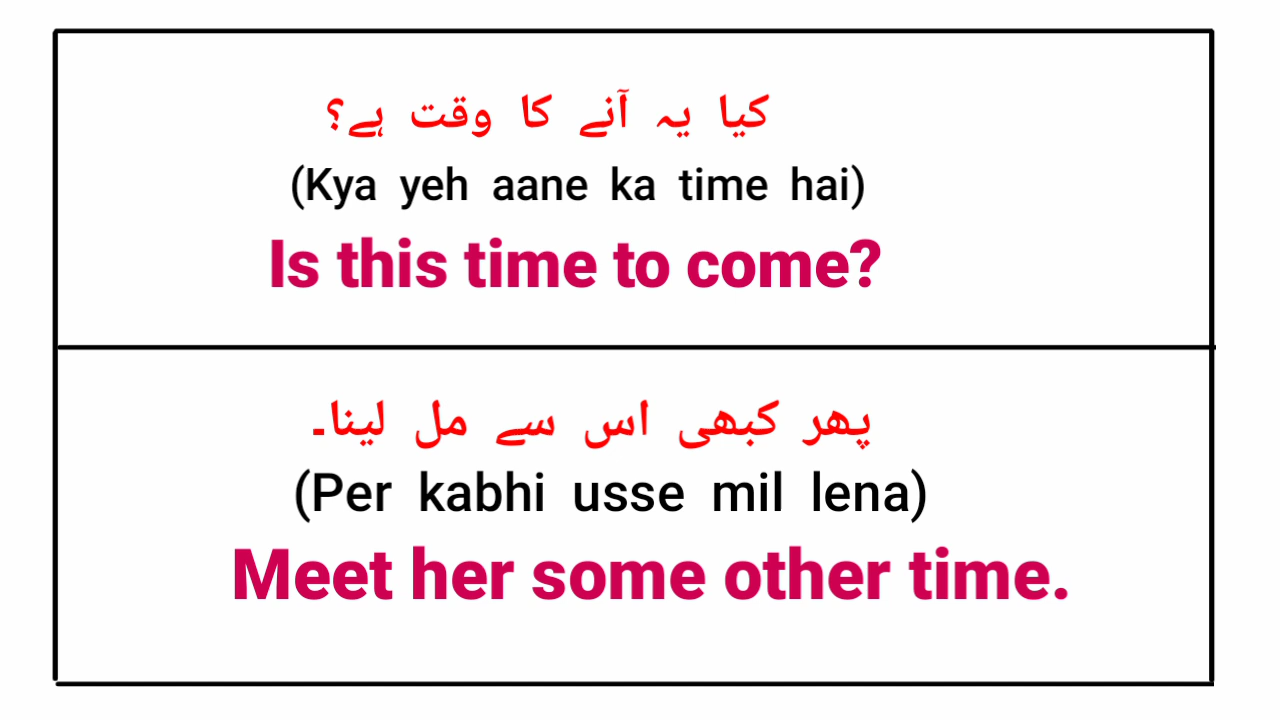 کیا یہ آنے کا وقت ہے؟
(Kya yeh aane ka time hai)
Is this time to come?
پھر کبھی اس سے مل لینا۔
(Per kabhi usse mil lena)
Meet her some other time.